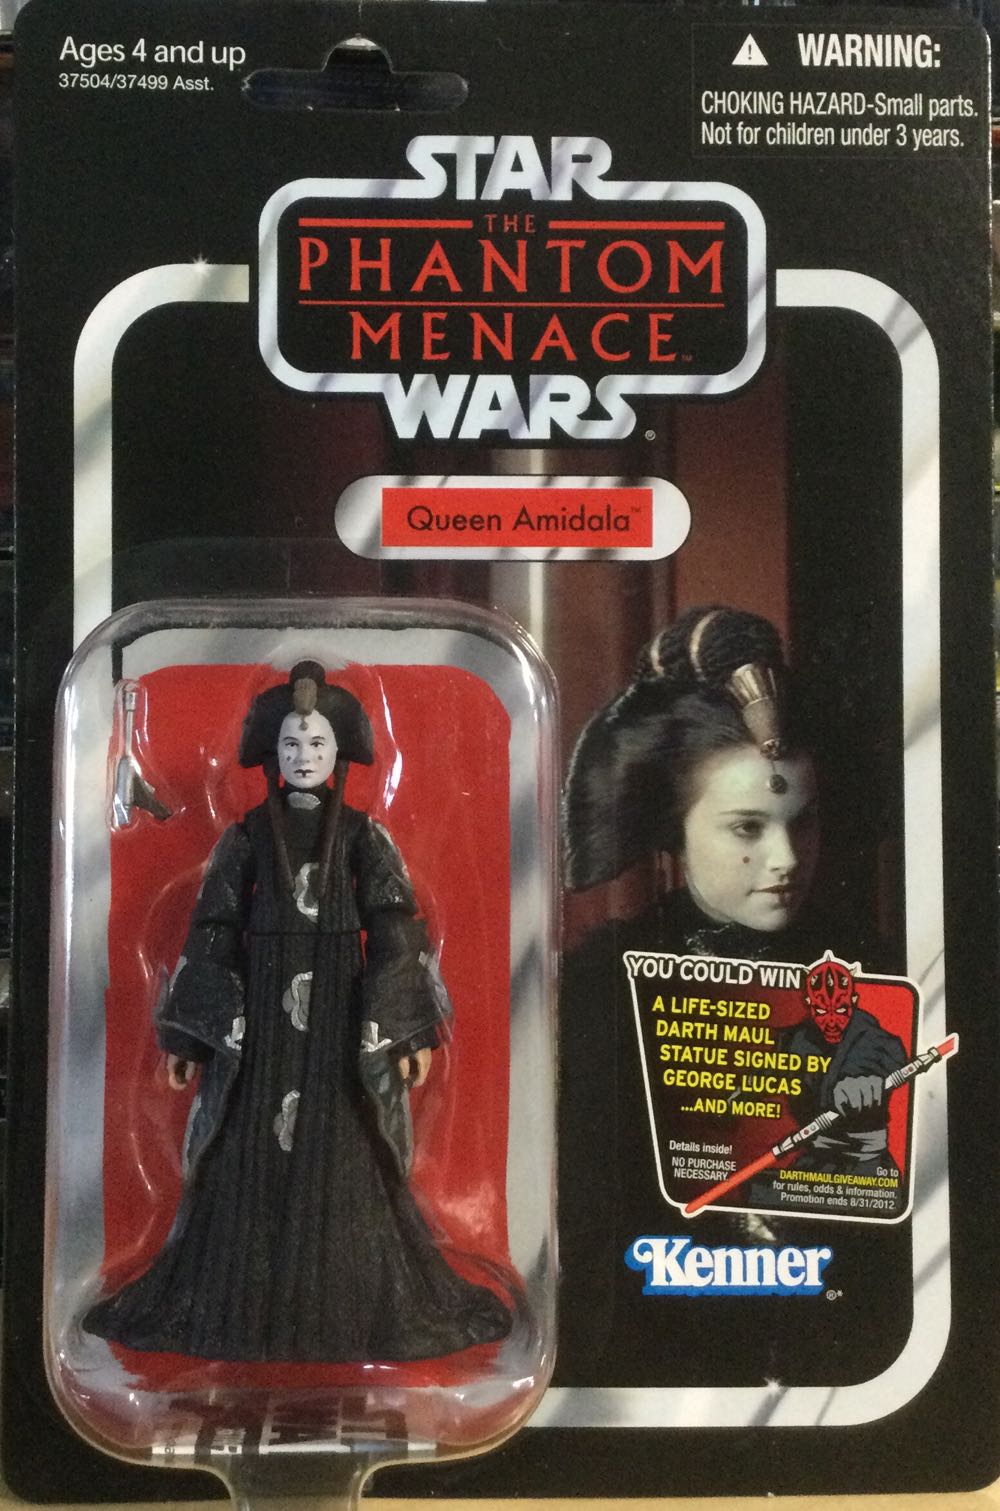 Ages 4 and up
37504/37499 Asst.
WARNING:
CHOKING HAZARD-Small parts.
Not for children under 3 years.
STAR
THE
PHANTOM
MENACE™
WARS®
Queen Amidala™
YOU COULD WIN
A LIFE-SIZED
DARTH MAUL
STATUE SIGNED BY
GEORGE LUCAS
...AND MORE!
Details inside!
NO PURCHASE
NECESSARY.
Go to
DARTHMAULGIVEAWAY.COM
for rules, odds & information.
Promotion ends 8/31/2012.
Kenner®*